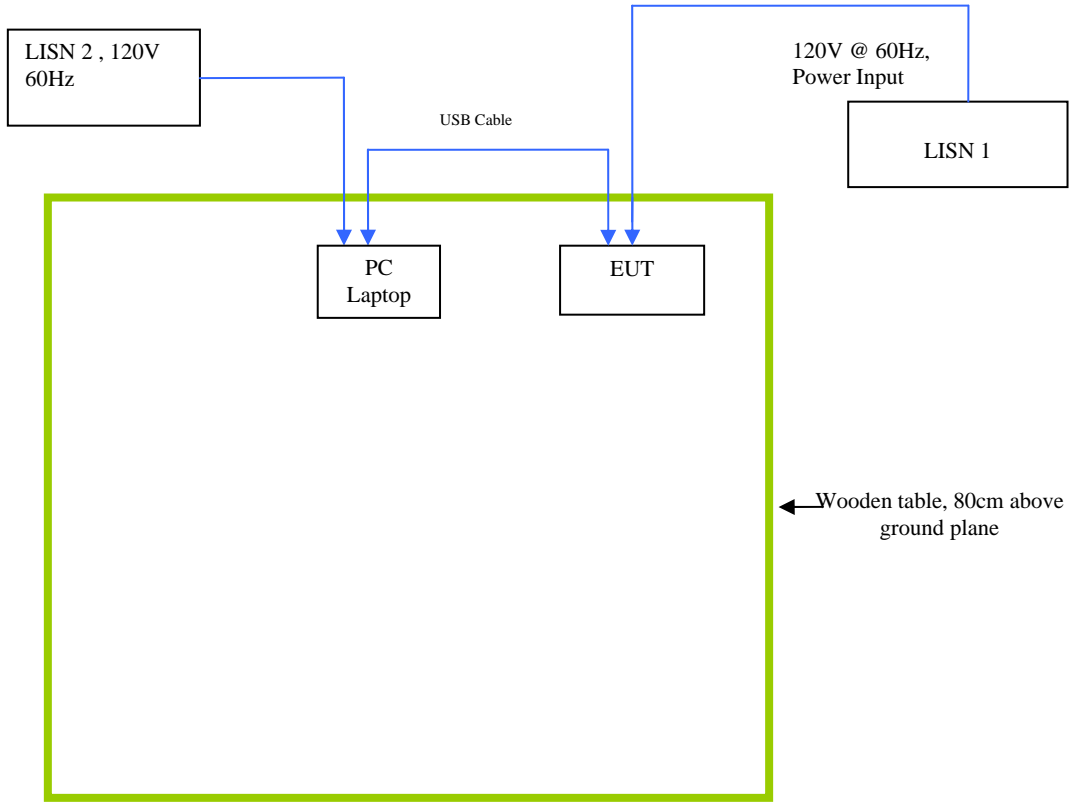 LISN 2 , 120V
60Hz
120V @ 60Hz,
Power Input
USB Cable
LISN 1
PC
Laptop
EUT
Wooden table, 80cm above
ground plane